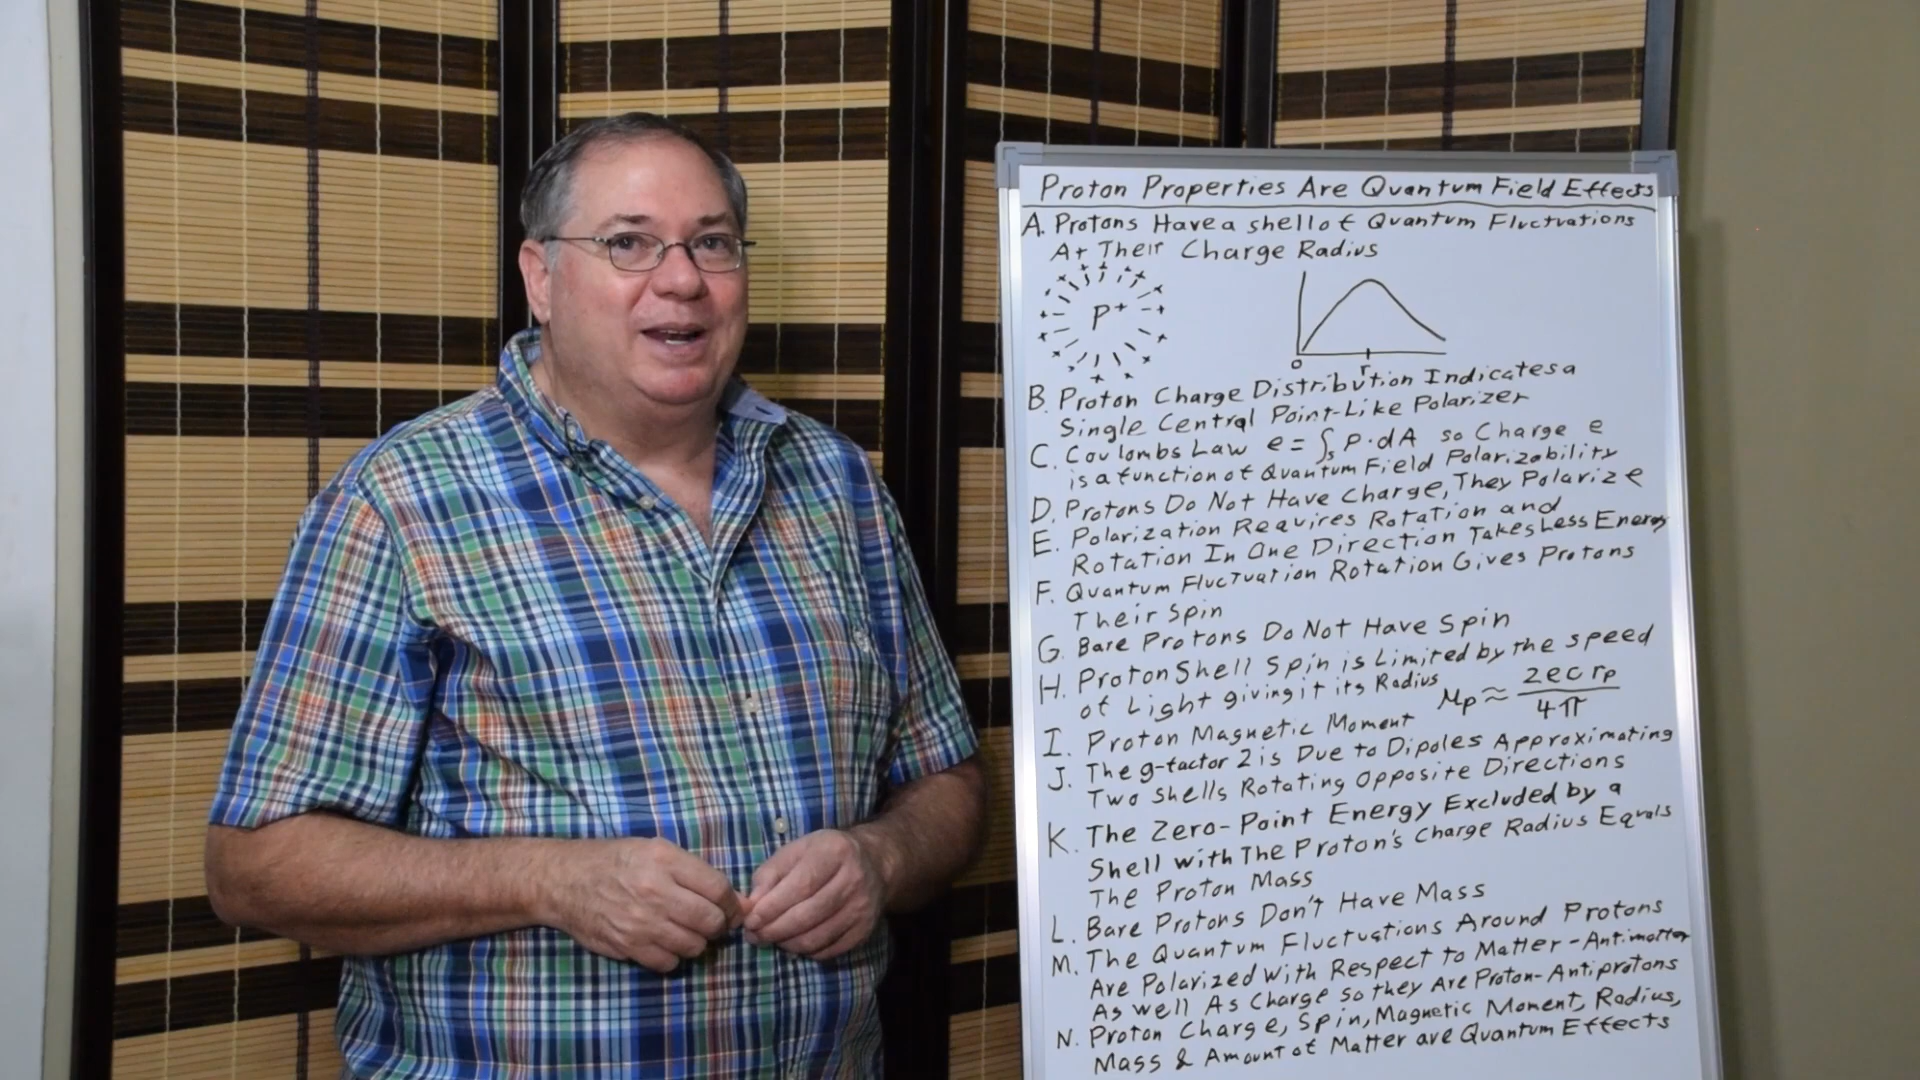 Proton Properties Are Quantum Field Effects
A. Protons Have a shell of Quantum Fluctuations
At Their Charge Radius
P+
0
r
B. Proton Charge Distribution Indicates a
Single Central Point-Like Polarizer
C. Coulombs Law e = ∫s P·dA so Charge e
is a function of Quantum Field Polarizability
D. Protons Do Not Have Charge, They Polarize
E. Polarization Requires Rotation and
Rotation In One Direction Takes Less Energy
F. Quantum Fluctuation Rotation Gives Protons
Their Spin
G. Bare Protons Do Not Have Spin
H. Proton Shell Spin is Limited by the speed
of Light giving it its Radius
I. Proton Magnetic Moment Mp ≈ 2ecrp / 4π
J. The g-factor 2 is Due to Dipoles Approximating
Two Shells Rotating Opposite Directions
K. The Zero-Point Energy Excluded by a
Shell with The Proton's Charge Radius Equals
The Proton Mass
L. Bare Protons Don't Have Mass
M. The Quantum Fluctuations Around Protons
Are Polarized With Respect to Matter-Antimatter
As well As Charge so they Are Proton-Antiprotons
N. Proton Charge, Spin, Magnetic Moment, Radius,
Mass & Amount of Matter are Quantum Effects